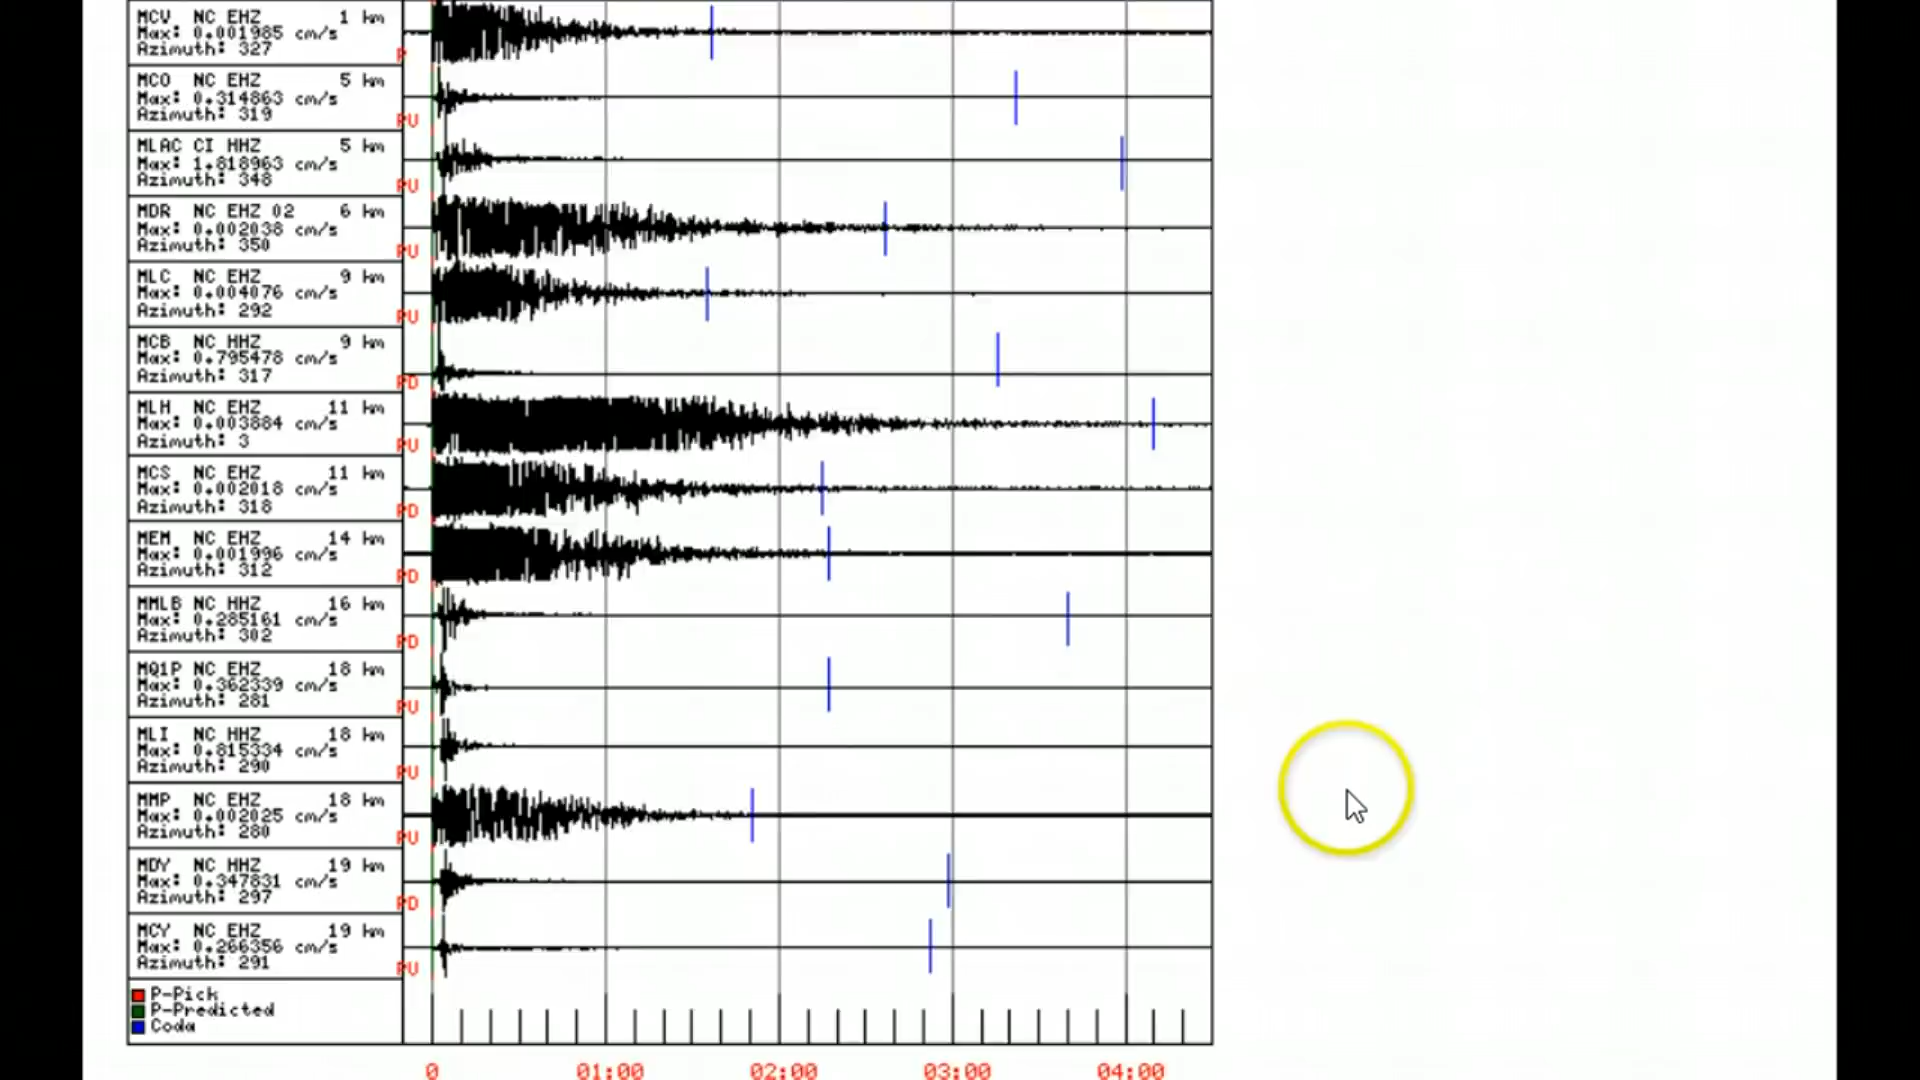 MCV NC EHZ 1 km
Max: 0.001985 cm/s
Azimuth: 327
P
MCO NC EHZ 5 km
Max: 0.314863 cm/s
Azimuth: 319
PU
MLAC CI HHZ 5 km
Max: 1.818963 cm/s
Azimuth: 348
PU
MDR NC EHZ 02 6 km
Max: 0.002038 cm/s
Azimuth: 350
PU
MLC NC EHZ 9 km
Max: 0.004076 cm/s
Azimuth: 292
PU
MCB NC HHZ 9 km
Max: 0.795478 cm/s
Azimuth: 317
PD
MLH NC EHZ 11 km
Max: 0.003884 cm/s
Azimuth: 3
PU
MCS NC EHZ 11 km
Max: 0.002018 cm/s
Azimuth: 318
PD
MEM NC EHZ 14 km
Max: 0.001996 cm/s
Azimuth: 312
PD
MMLB NC HHZ 16 km
Max: 0.285161 cm/s
Azimuth: 302
PD
MQ1P NC EHZ 18 km
Max: 0.362339 cm/s
Azimuth: 281
PU
MLI NC HHZ 18 km
Max: 0.815334 cm/s
Azimuth: 290
PU
MMP NC EHZ 18 km
Max: 0.002025 cm/s
Azimuth: 280
PU
MDY NC HHZ 19 km
Max: 0.347831 cm/s
Azimuth: 297
PD
MCY NC EHZ 19 km
Max: 0.266356 cm/s
Azimuth: 291
PU
P-Pick
P-Predicted
Coda
0 01:00 02:00 03:00 04:00